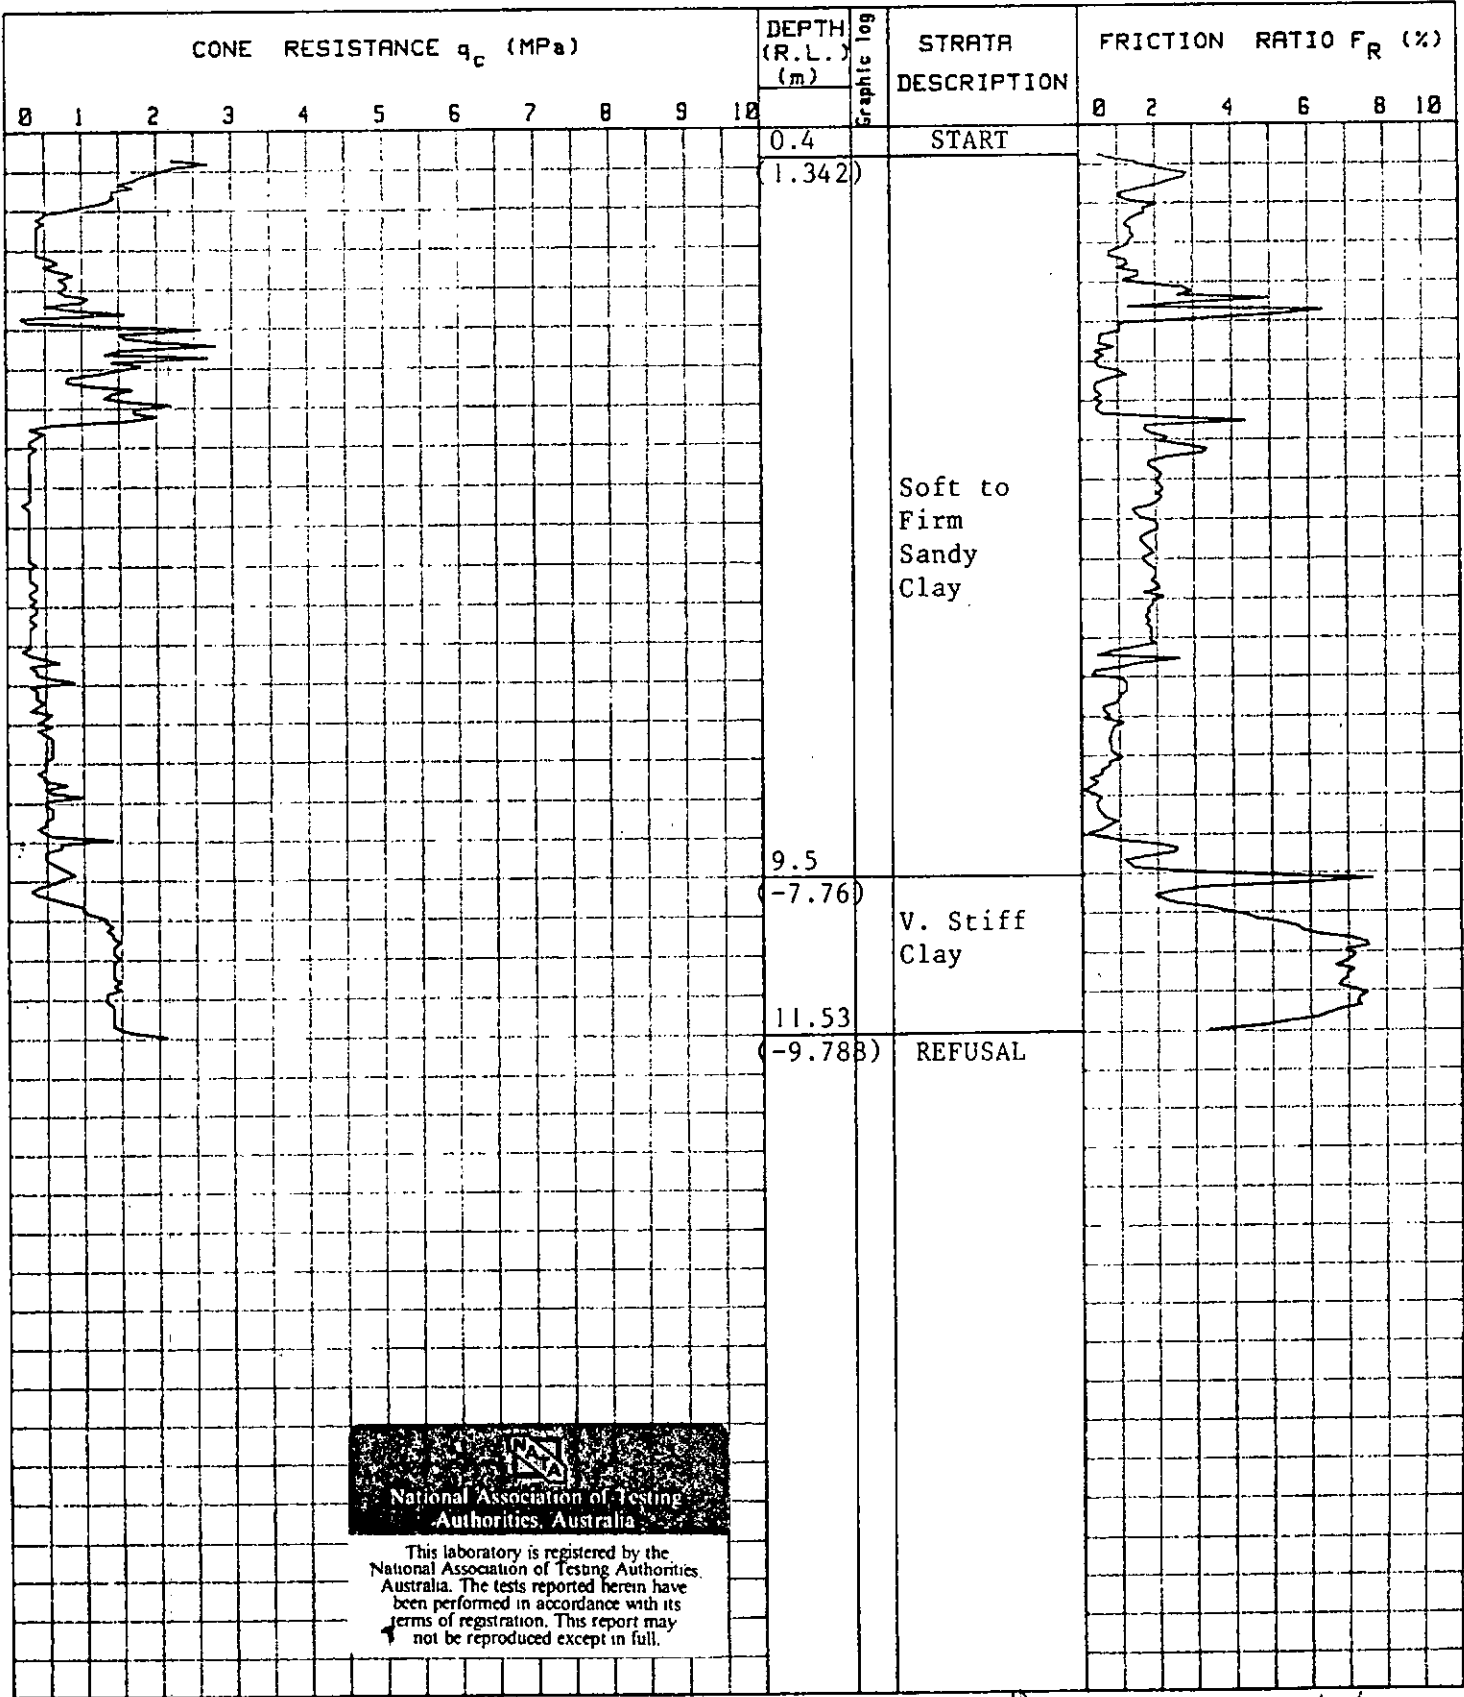 CONE RESISTANCE qc (MPa)
0 1 2 3 4 5 6 7 8 9 10
DEPTH
(R.L.)
(m)
Graphic log
STRATA
DESCRIPTION
FRICTION RATIO FR (%)
0 2 4 6 8 10
0.4
START
(1.342)
Soft to
Firm
Sandy
Clay
9.5
(-7.76)
V. Stiff
Clay
11.53
(-9.788)
REFUSAL
NATA
National Association of Testing
Authorities, Australia
This laboratory is registered by the
National Association of Testing Authorities,
Australia. The tests reported herein have
been performed in accordance with its
terms of registration. This report may
not be reproduced except in full.